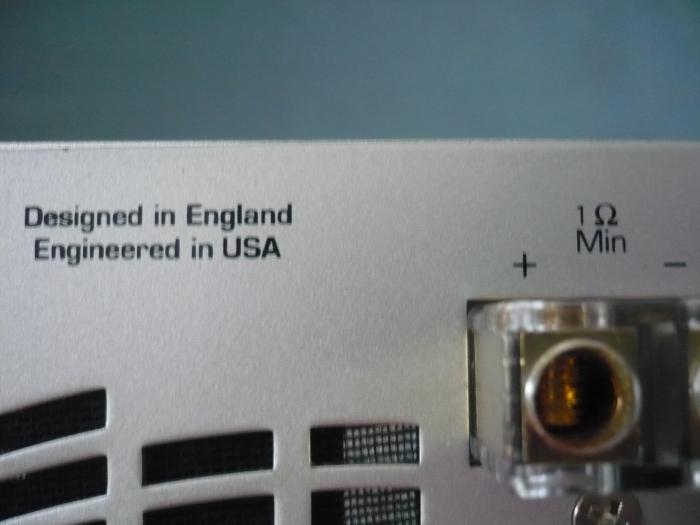 Designed in England
Engineered in USA
1 Ω
Min
+ −